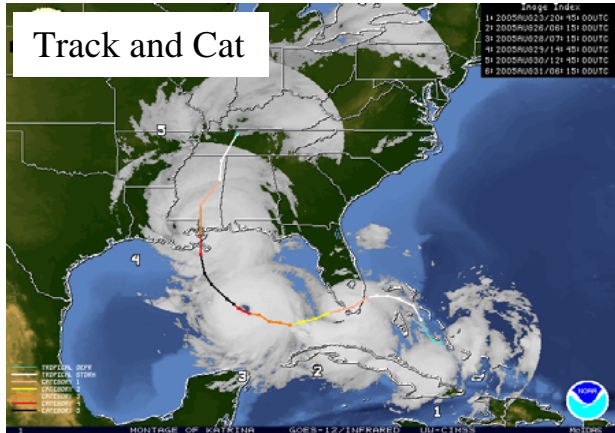 Track and Cat
Image Index
1: 2005AUG23/20:45:00UTC
2: 2005AUG26/06:15:00UTC
3: 2005AUG28/07:15:00UTC
4: 2005AUG29/14:45:00UTC
5: 2005AUG30/12:45:00UTC
6: 2005AUG31/06:15:00UTC
5
4
3
2
1
TROPICAL DEPR
TROPICAL STORM
CATEGORY 1
CATEGORY 2
CATEGORY 3
CATEGORY 4
CATEGORY 5
NOAA
1 MONTAGE OF KATRINA GOES-12/INFRARED UW-CIMSS McIDAS